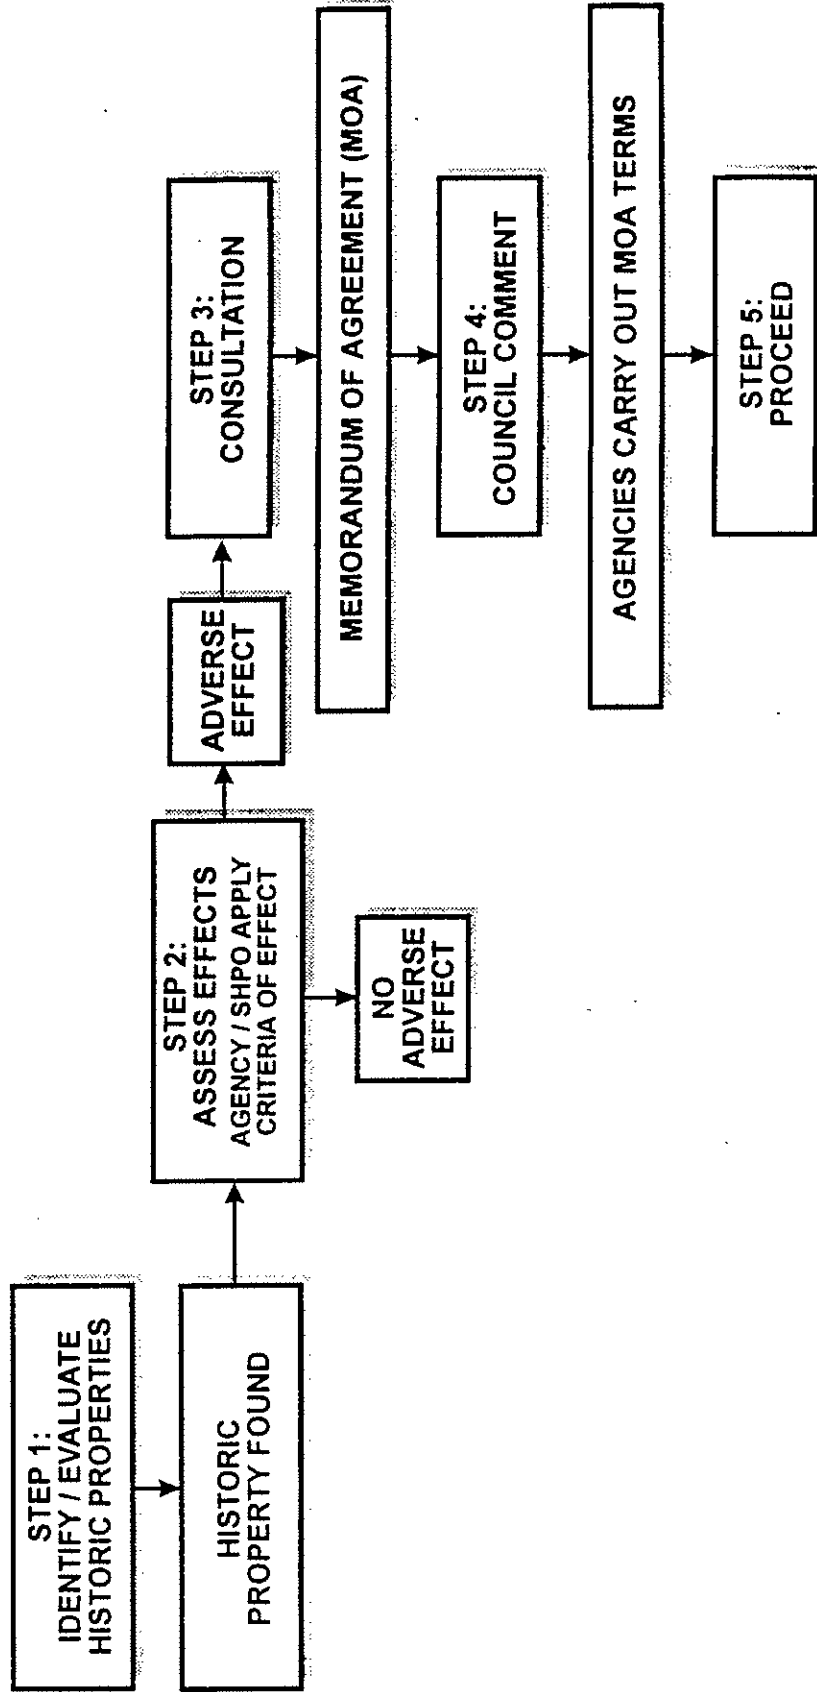 STEP 1:
IDENTIFY / EVALUATE
HISTORIC PROPERTIES
HISTORIC
PROPERTY FOUND
STEP 2:
ASSESS EFFECTS
AGENCY / SHPO APPLY
CRITERIA OF EFFECT
NO
ADVERSE
EFFECT
ADVERSE
EFFECT
STEP 3:
CONSULTATION
MEMORANDUM OF AGREEMENT (MOA)
STEP 4:
COUNCIL COMMENT
AGENCIES CARRY OUT MOA TERMS
STEP 5:
PROCEED